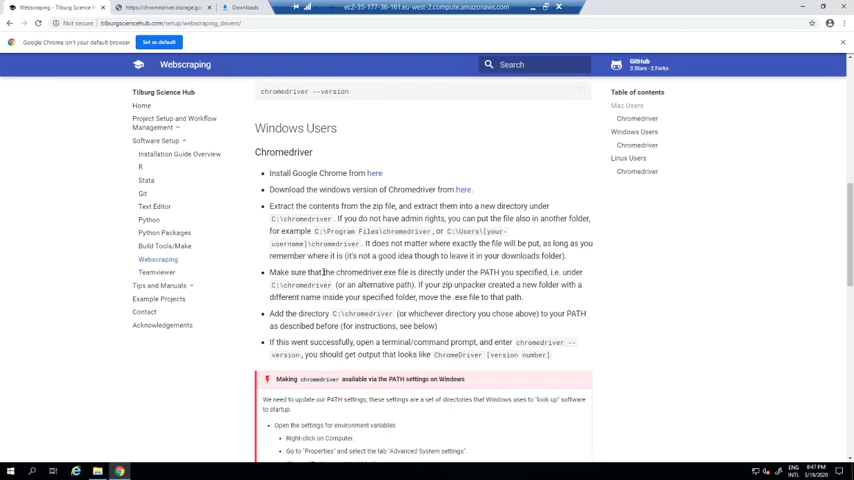 Webscraping - Tilburg Science Hub
https://chromedriver.storage.go
Downloads
ec2-35-177-36-161.eu-west-2.compute.amazonaws.com
Not secure
tilburgsciencehub.com/setup/webscraping_drivers/
Google Chrome isn't your default browser
Set as default
Webscraping
Search
GitHub
3 Stars · 2 Forks
Tilburg Science Hub
Home
Project Setup and Workflow
Management
Software Setup
Installation Guide Overview
R
Stata
Git
Text Editor
Python
Python Packages
Build Tools/Make
Webscraping
Teamviewer
Tips and Manuals
Example Projects
Contact
Acknowledgements
chromedriver --version
Windows Users
Chromedriver
Install Google Chrome from here
Download the windows version of Chromedriver from here.
Extract the contents from the zip file, and extract them into a new directory under
C:\chromedriver. If you do not have admin rights, you can put the file also in another folder,
for example C:\Program Files\chromedriver, or C:\Users\[your-
username]\chromedriver. It does not matter where exactly the file will be put, as long as you
remember where it is (it's not a good idea though to leave it in your downloads folder).
Make sure that the chromedriver.exe file is directly under the PATH you specified, i.e. under
C:\chromedriver (or an alternative path). If your zip unpacker created a new folder with a
different name inside your specified folder, move the .exe file to that path.
Add the directory C:\chromedriver (or whichever directory you chose above) to your PATH
as described before (for instructions, see below)
If this went successfully, open a terminal/command prompt, and enter chromedriver --
version, you should get output that looks like ChromeDriver [version number]
Making chromedriver available via the PATH settings on Windows
We need to update our PATH settings; these settings are a set of directories that Windows uses to "look up" software
to startup.
Open the settings for environment variables
Right-click on Computer.
Go to "Properties" and select the tab "Advanced System settings".
Table of contents
Mac Users
Chromedriver
Windows Users
Chromedriver
Linux Users
Chromedriver
ENG
INTL
8:47 PM
3/19/2020